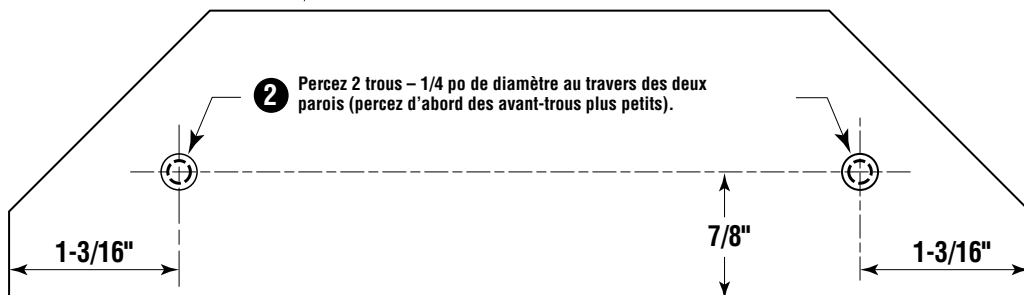 2 Percez 2 trous – 1/4 po de diamètre au travers des deux
parois (percez d'abord des avant-trous plus petits).
7/8"
1-3/16"
1-3/16"